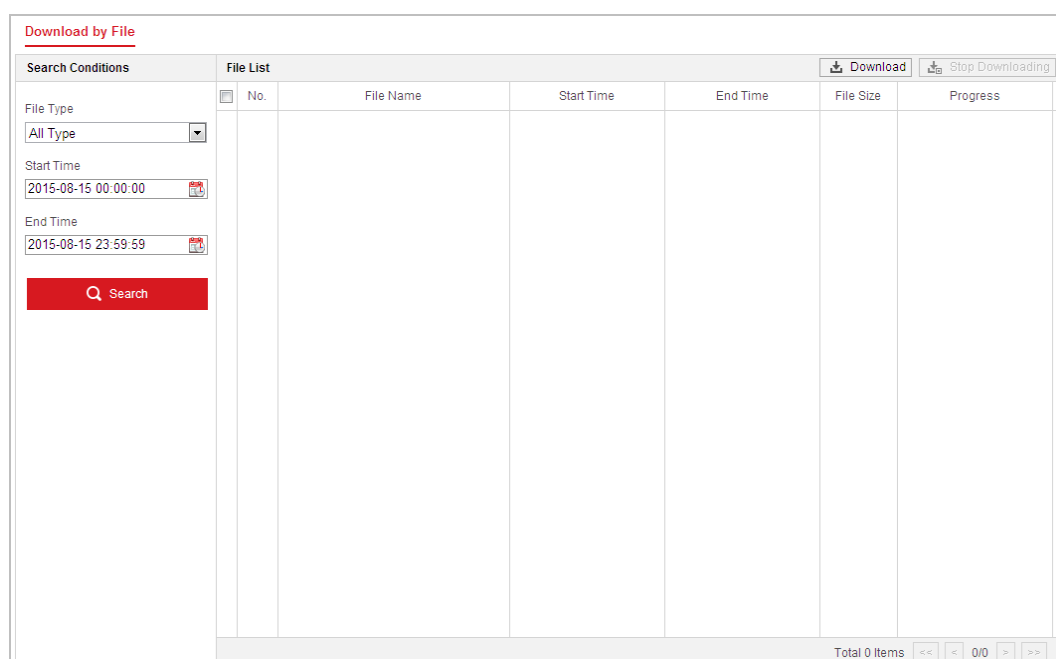 Download by File
Search Conditions
File Type
All Type
Start Time
2015-08-15 00:00:00
End Time
2015-08-15 23:59:59
Search
File List
Download
Stop Downloading
No.
File Name
Start Time
End Time
File Size
Progress
Total 0 Items << < 0/0 > >>